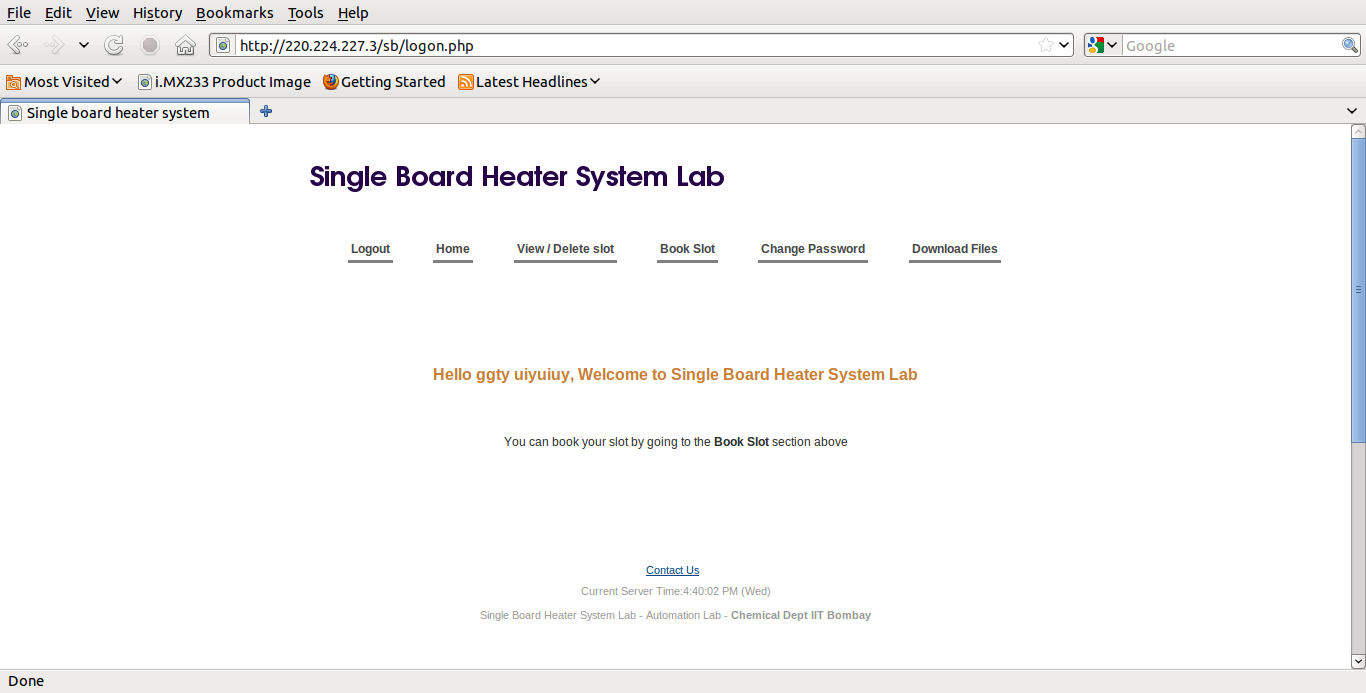 File Edit View History Bookmarks Tools Help
http://220.224.227.3/sb/logon.php Google
Most Visited i.MX233 Product Image Getting Started Latest Headlines
Single board heater system
Single Board Heater System Lab
Logout Home View / Delete slot Book Slot Change Password Download Files
Hello ggty uiyuiuy, Welcome to Single Board Heater System Lab
You can book your slot by going to the Book Slot section above
Contact Us
Current Server Time:4:40:02 PM (Wed)
Single Board Heater System Lab - Automation Lab - Chemical Dept IIT Bombay
Done